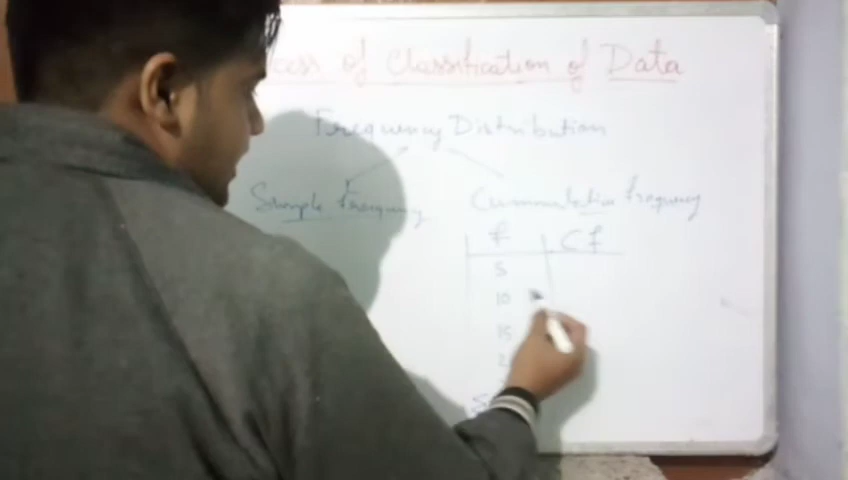 of Classification of Data
Frequency Distribution
Simple Frequency
Cummulative frequency
f Cf
5
10
15